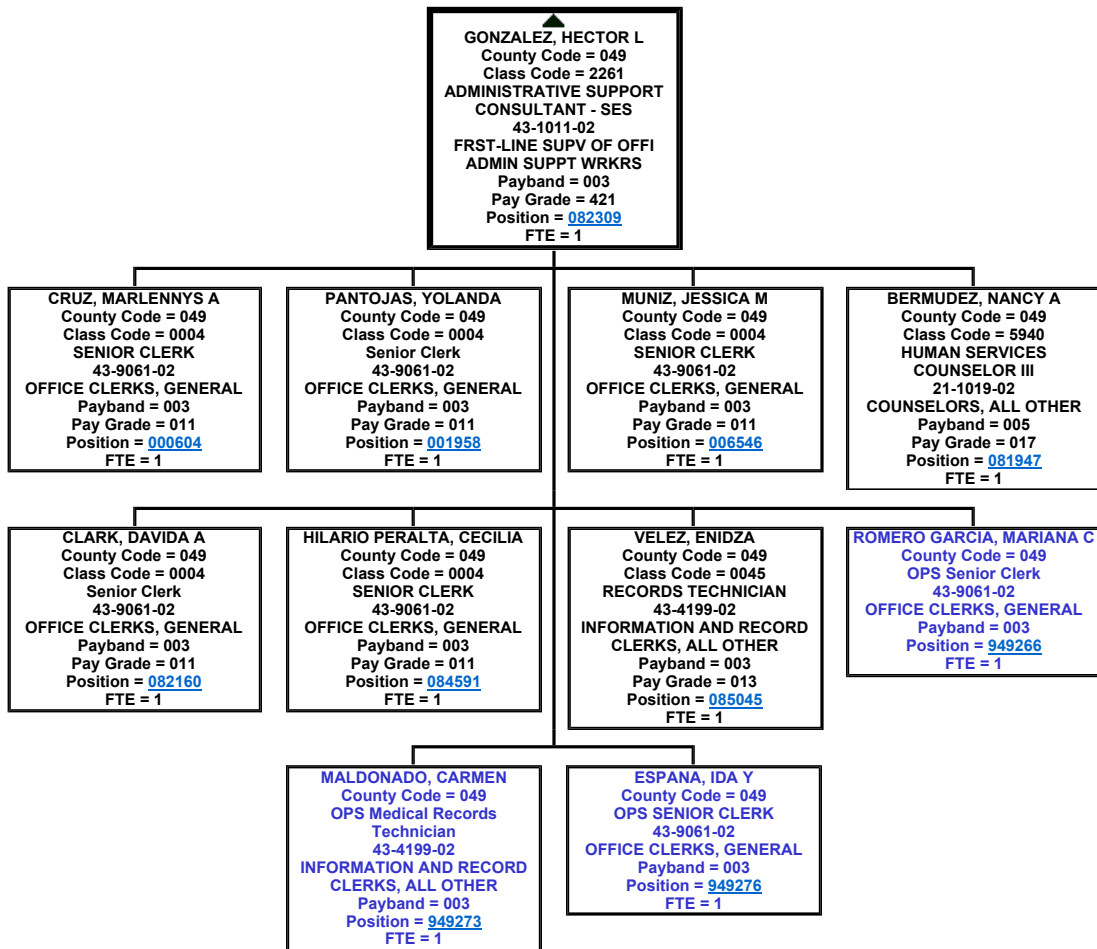 GONZALEZ, HECTOR L
County Code = 049
Class Code = 2261
ADMINISTRATIVE SUPPORT
CONSULTANT - SES
43-1011-02
FRST-LINE SUPV OF OFFI
ADMIN SUPPT WRKRS
Payband = 003
Pay Grade = 421
Position = 082309
FTE = 1
CRUZ, MARLENNYS A
County Code = 049
Class Code = 0004
SENIOR CLERK
43-9061-02
OFFICE CLERKS, GENERAL
Payband = 003
Pay Grade = 011
Position = 000604
FTE = 1
PANTOJAS, YOLANDA
County Code = 049
Class Code = 0004
Senior Clerk
43-9061-02
OFFICE CLERKS, GENERAL
Payband = 003
Pay Grade = 011
Position = 001958
FTE = 1
MUNIZ, JESSICA M
County Code = 049
Class Code = 0004
SENIOR CLERK
43-9061-02
OFFICE CLERKS, GENERAL
Payband = 003
Pay Grade = 011
Position = 006546
FTE = 1
BERMUDEZ, NANCY A
County Code = 049
Class Code = 5940
HUMAN SERVICES
COUNSELOR III
21-1019-02
COUNSELORS, ALL OTHER
Payband = 005
Pay Grade = 017
Position = 081947
FTE = 1
CLARK, DAVIDA A
County Code = 049
Class Code = 0004
Senior Clerk
43-9061-02
OFFICE CLERKS, GENERAL
Payband = 003
Pay Grade = 011
Position = 082160
FTE = 1
HILARIO PERALTA, CECILIA
County Code = 049
Class Code = 0004
SENIOR CLERK
43-9061-02
OFFICE CLERKS, GENERAL
Payband = 003
Pay Grade = 011
Position = 084591
FTE = 1
VELEZ, ENIDZA
County Code = 049
Class Code = 0045
RECORDS TECHNICIAN
43-4199-02
INFORMATION AND RECORD
CLERKS, ALL OTHER
Payband = 003
Pay Grade = 013
Position = 085045
FTE = 1
ROMERO GARCIA, MARIANA C
County Code = 049
OPS Senior Clerk
43-9061-02
OFFICE CLERKS, GENERAL
Payband = 003
Position = 949266
FTE = 1
MALDONADO, CARMEN
County Code = 049
OPS Medical Records
Technician
43-4199-02
INFORMATION AND RECORD
CLERKS, ALL OTHER
Payband = 003
Position = 949273
FTE = 1
ESPANA, IDA Y
County Code = 049
OPS SENIOR CLERK
43-9061-02
OFFICE CLERKS, GENERAL
Payband = 003
Position = 949276
FTE = 1